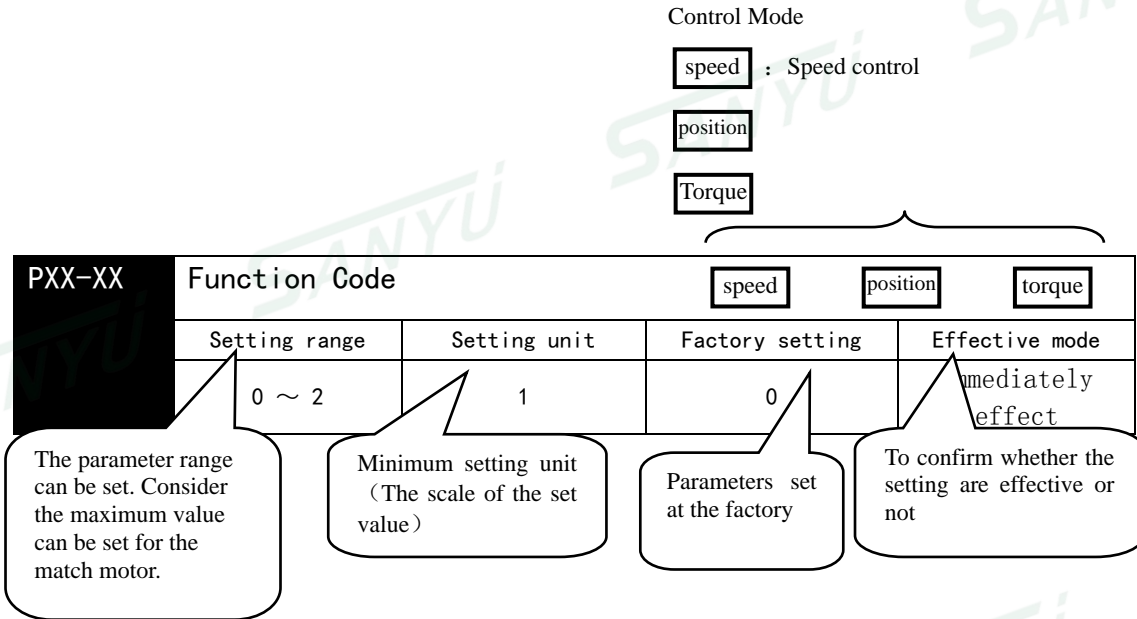 Control Mode
speed ： Speed control
position
Torque
PXX-XX Function Code speed position torque
Setting range Setting unit Factory setting Effective mode
0 ～ 2 1 0 mmediately
effect
The parameter range
can be set. Consider
the maximum value
can be set for the
match motor.
Minimum setting unit
（The scale of the set
value）
Parameters set
at the factory
To confirm whether the
setting are effective or
not
SANYU
SANYU